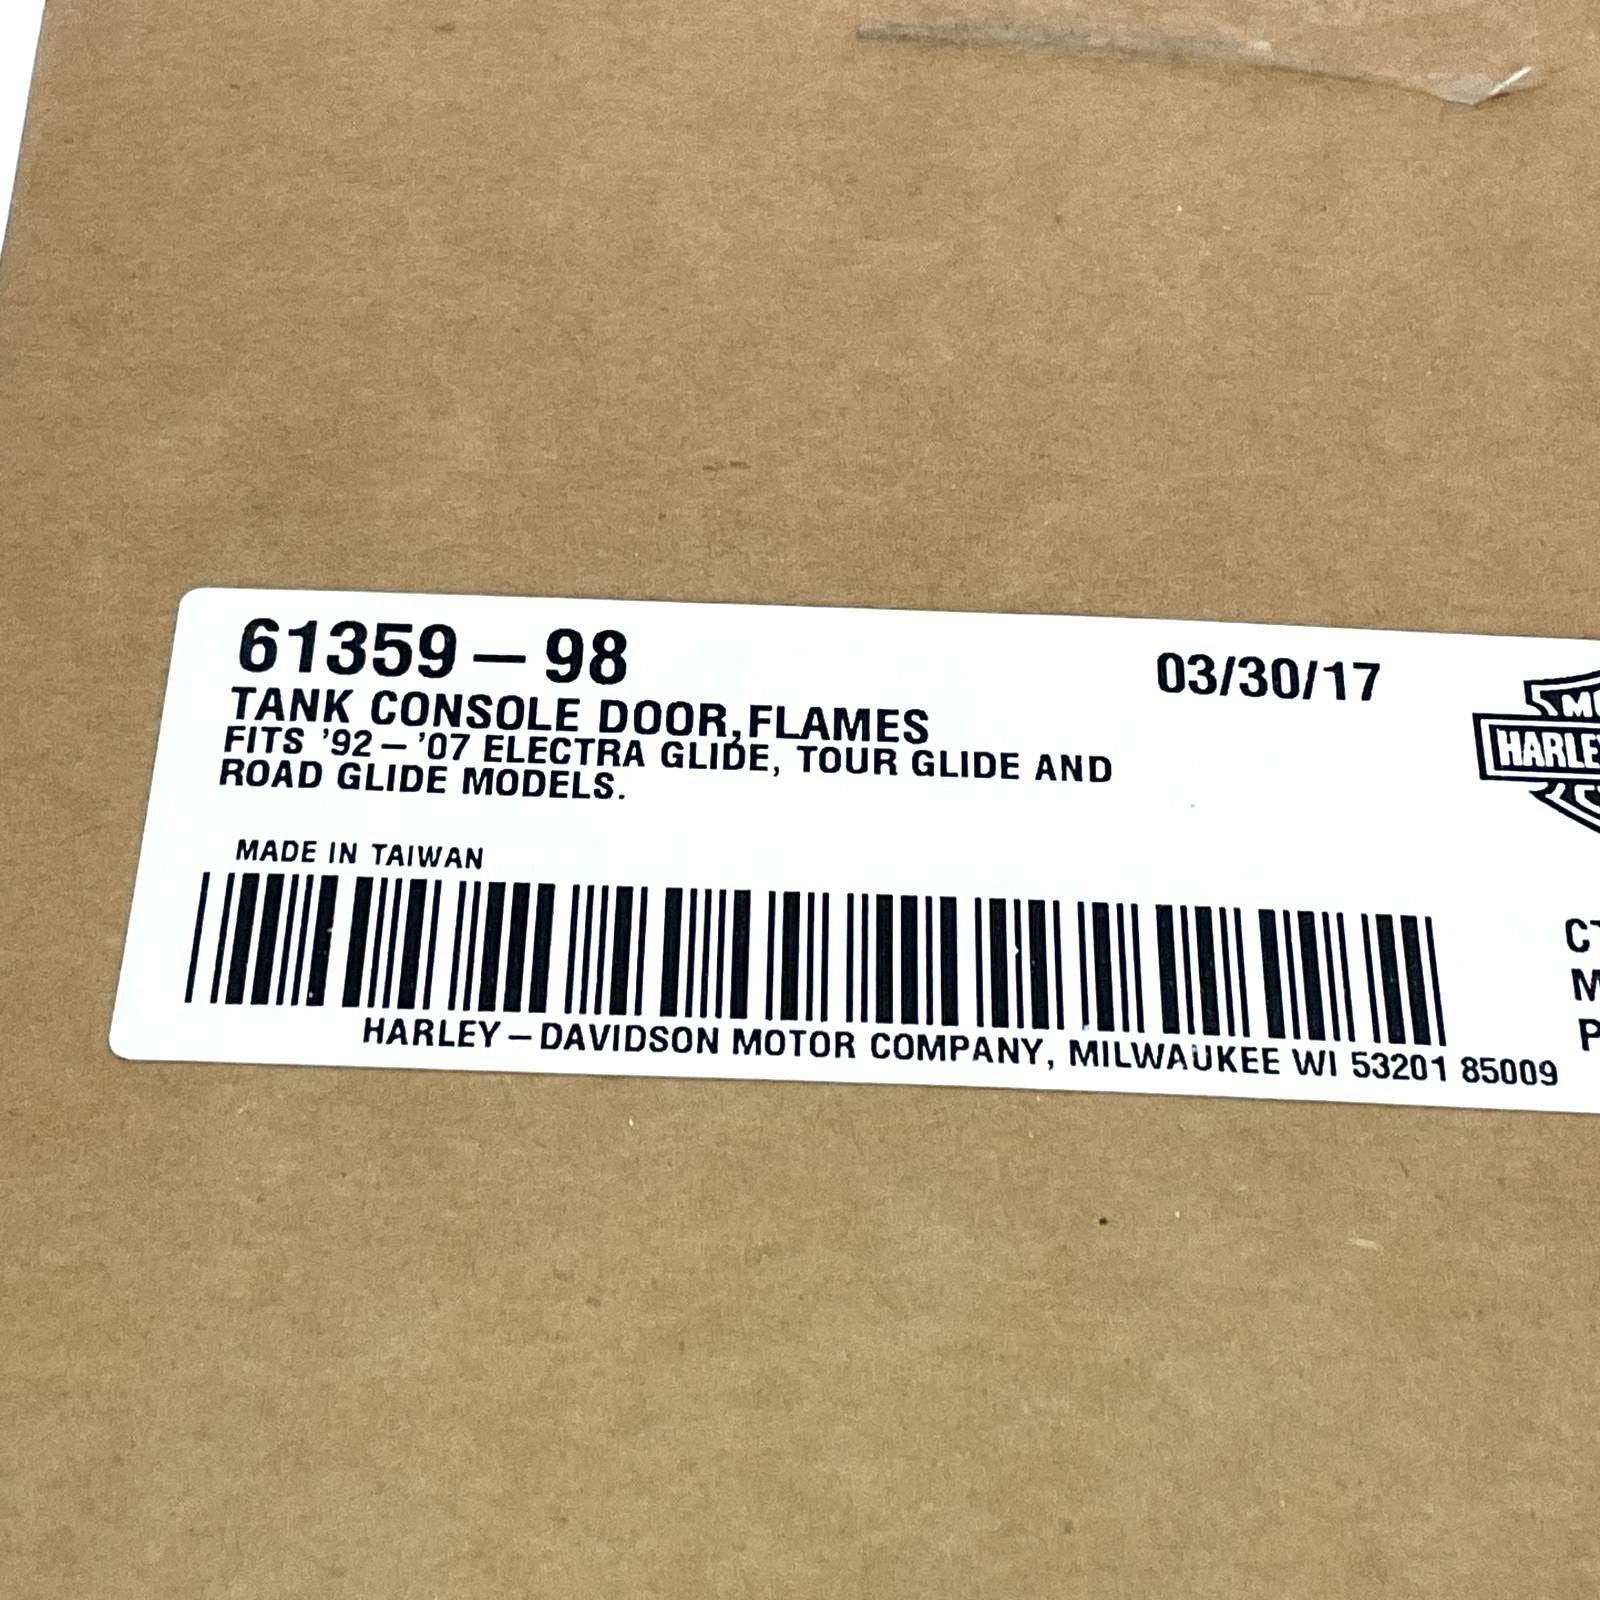 61359-98
03/30/17
TANK CONSOLE DOOR,FLAMES
FITS '92-'07 ELECTRA GLIDE, TOUR GLIDE AND
ROAD GLIDE MODELS.
MADE IN TAIWAN
HARLEY-DAVIDSON MOTOR COMPANY, MILWAUKEE WI 53201 85009